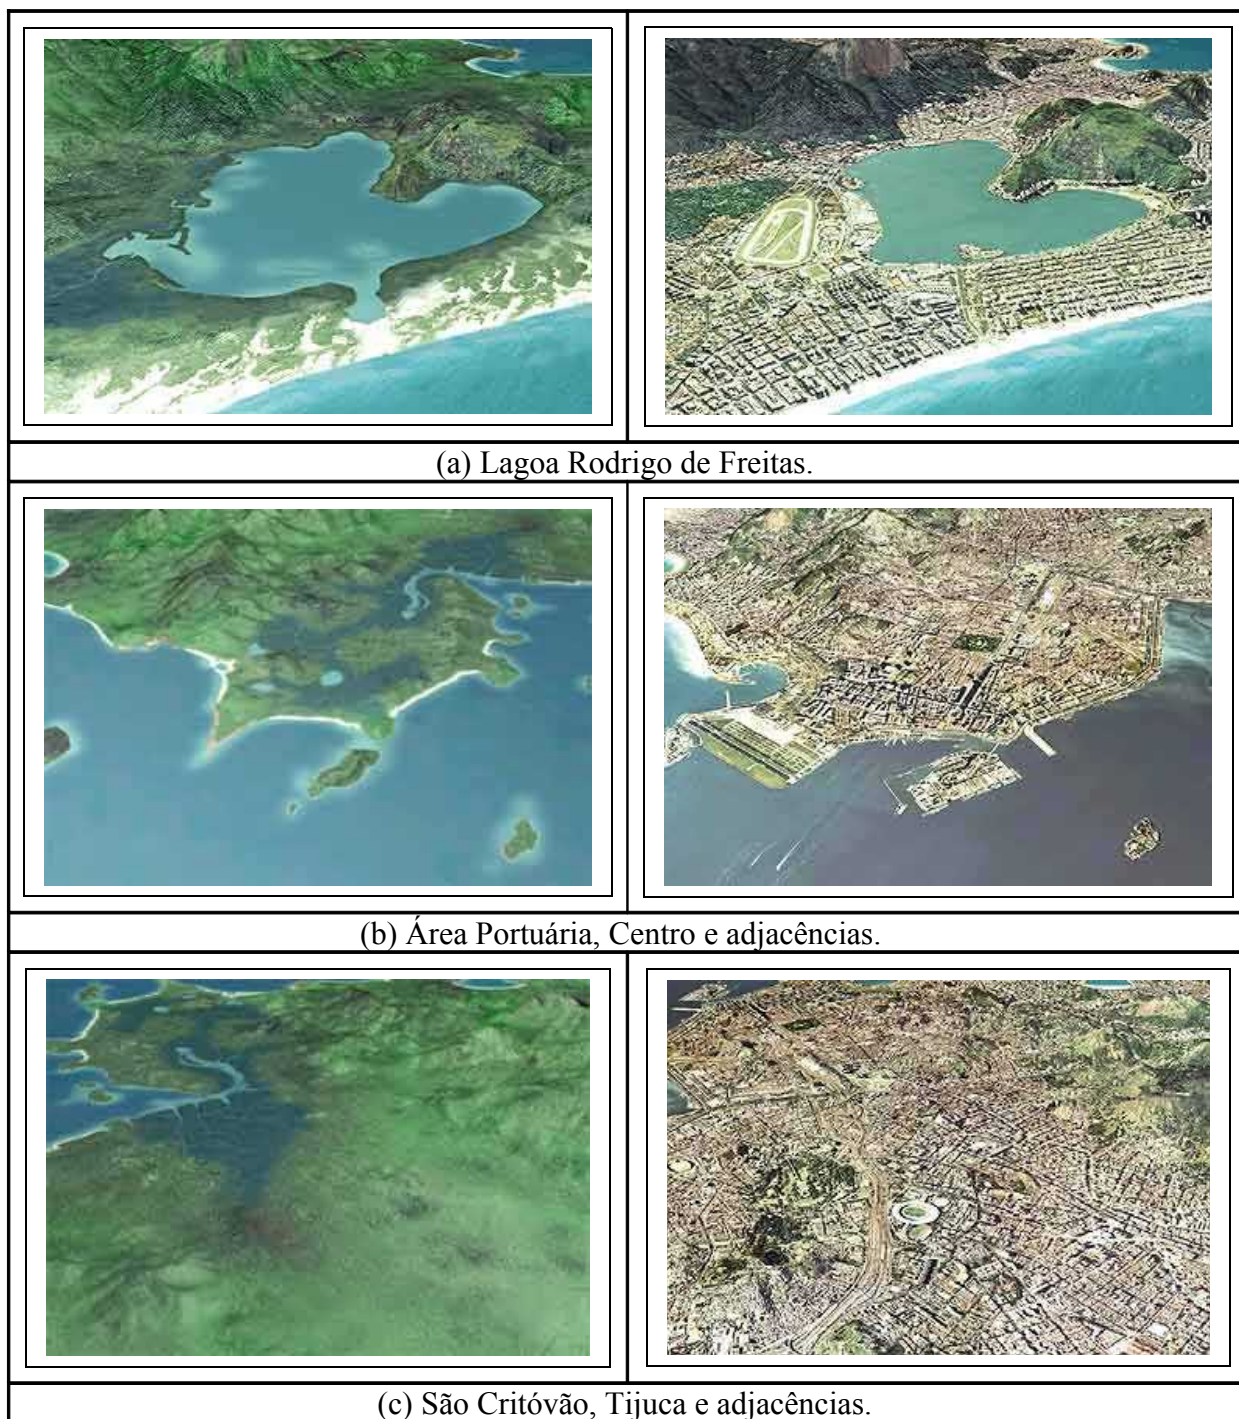 (a) Lagoa Rodrigo de Freitas.
(b) Área Portuária, Centro e adjacências.
(c) São Critóvão, Tijuca e adjacências.